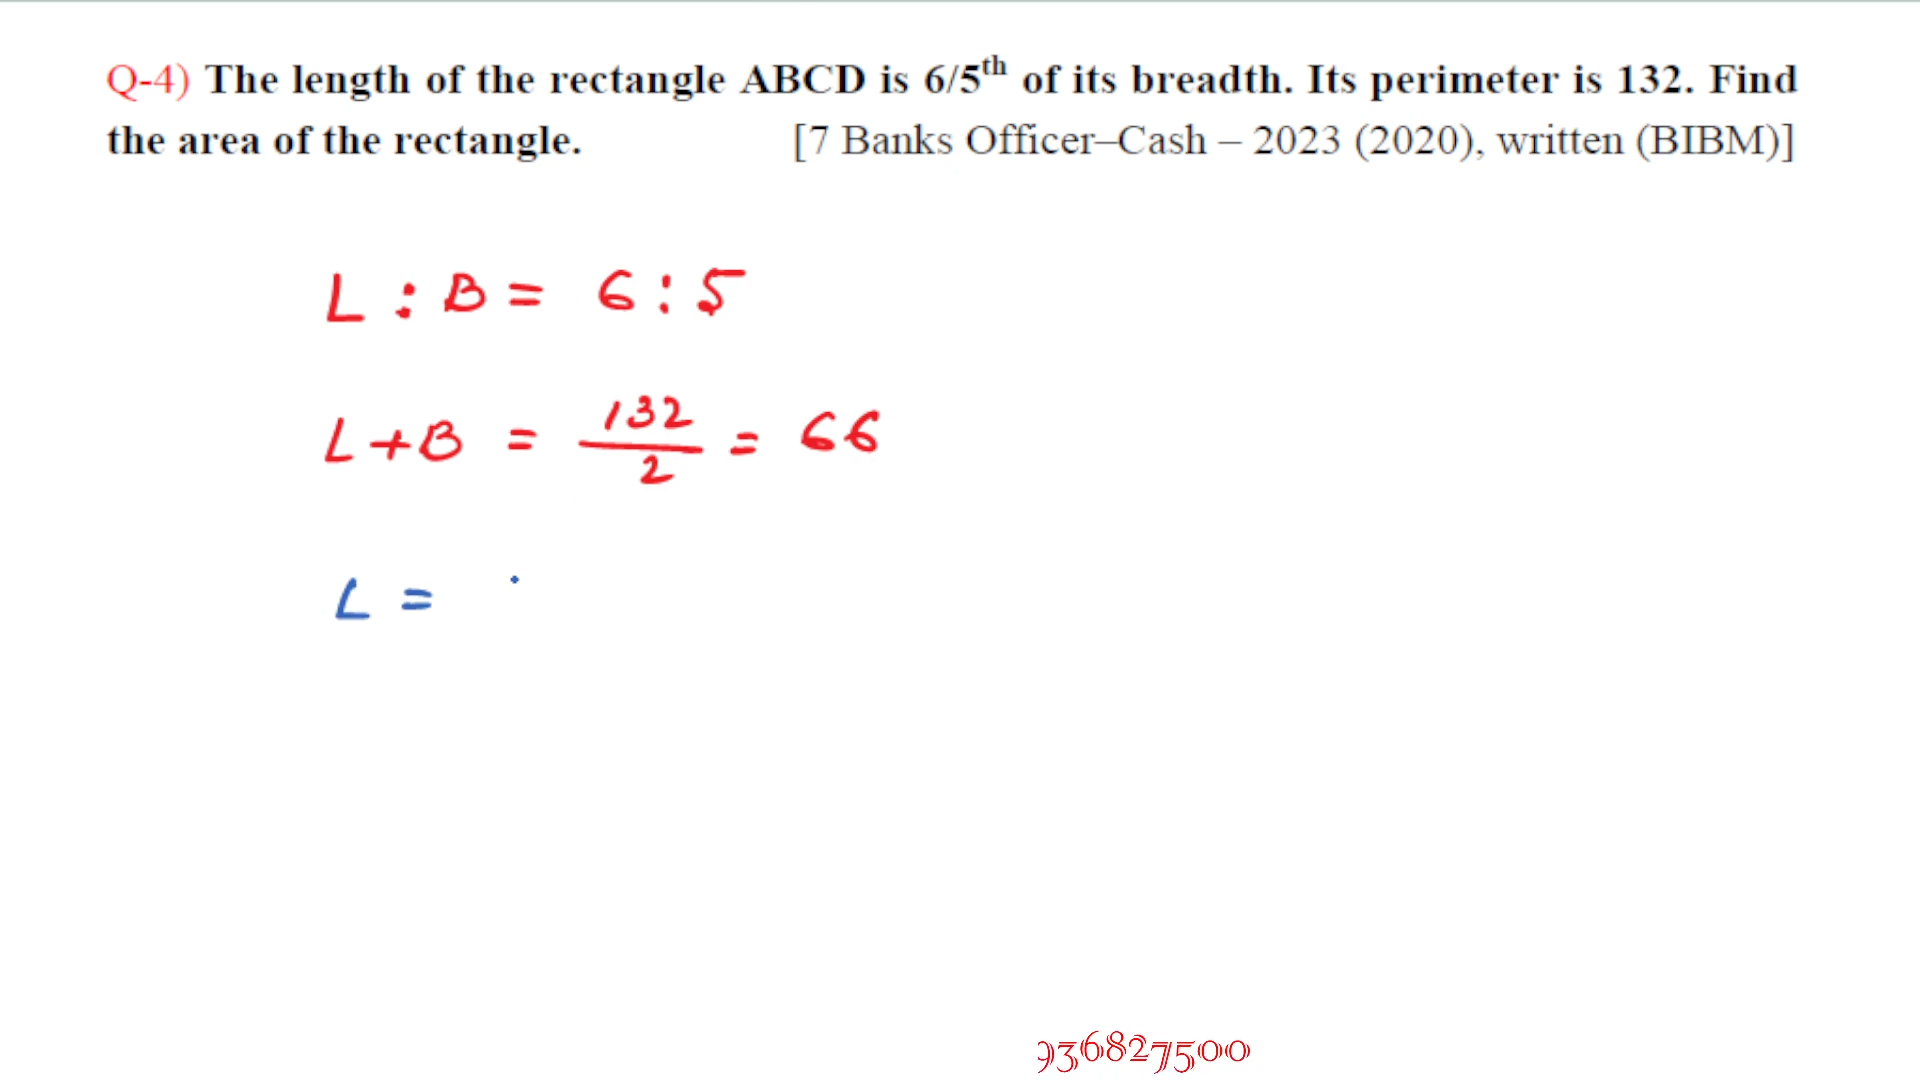 Q-4) The length of the rectangle ABCD is 6/5th of its breadth. Its perimeter is 132. Find
the area of the rectangle. [7 Banks Officer–Cash – 2023 (2020), written (BIBM)]
L : B = 6 : 5
L + B = 132/2 = 66
L =
936827500